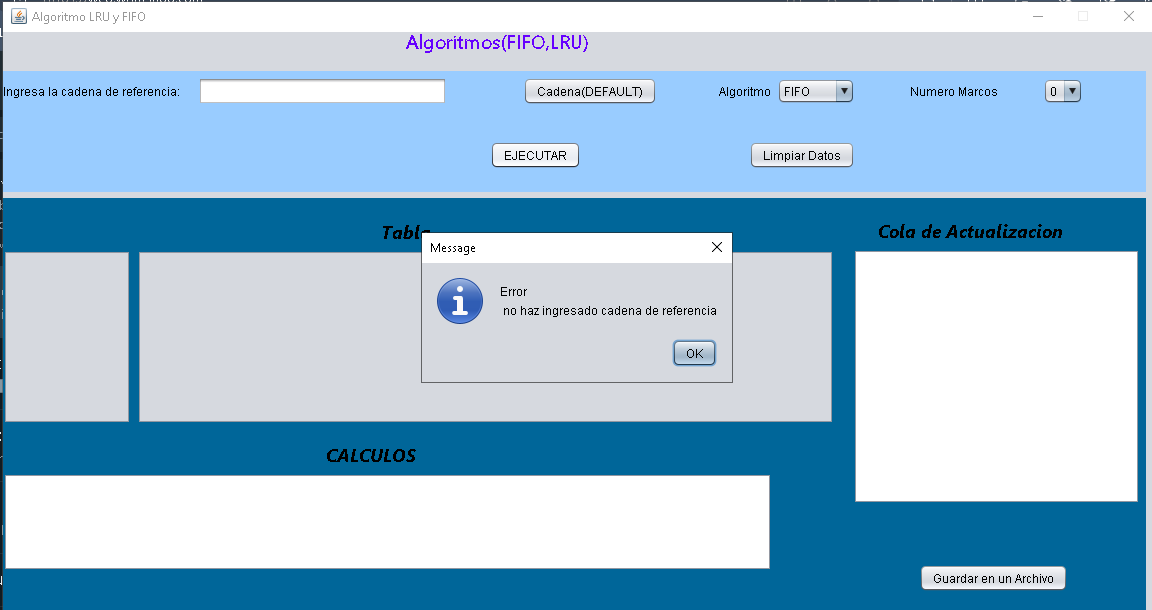 Algoritmo LRU y FIFO
Algoritmos(FIFO,LRU)
Ingresa la cadena de referencia:
Cadena(DEFAULT)
Algoritmo
FIFO
Numero Marcos
0
EJECUTAR
Limpiar Datos
Cola de Actualizacion
Message
Error
no haz ingresado cadena de referencia
OK
CALCULOS
Guardar en un Archivo